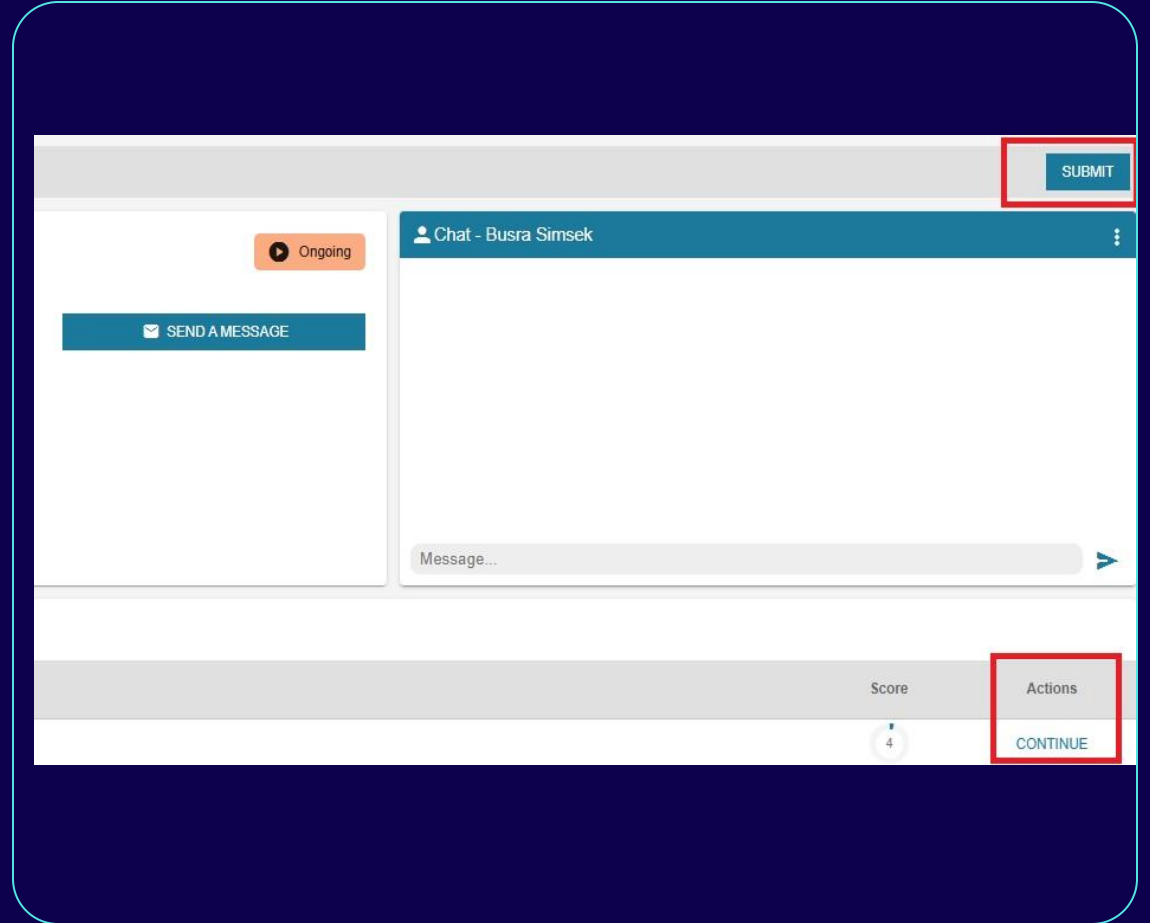 SUBMIT
Ongoing
SEND A MESSAGE
Chat - Busra Simsek
Message...
Score
Actions
4
CONTINUE